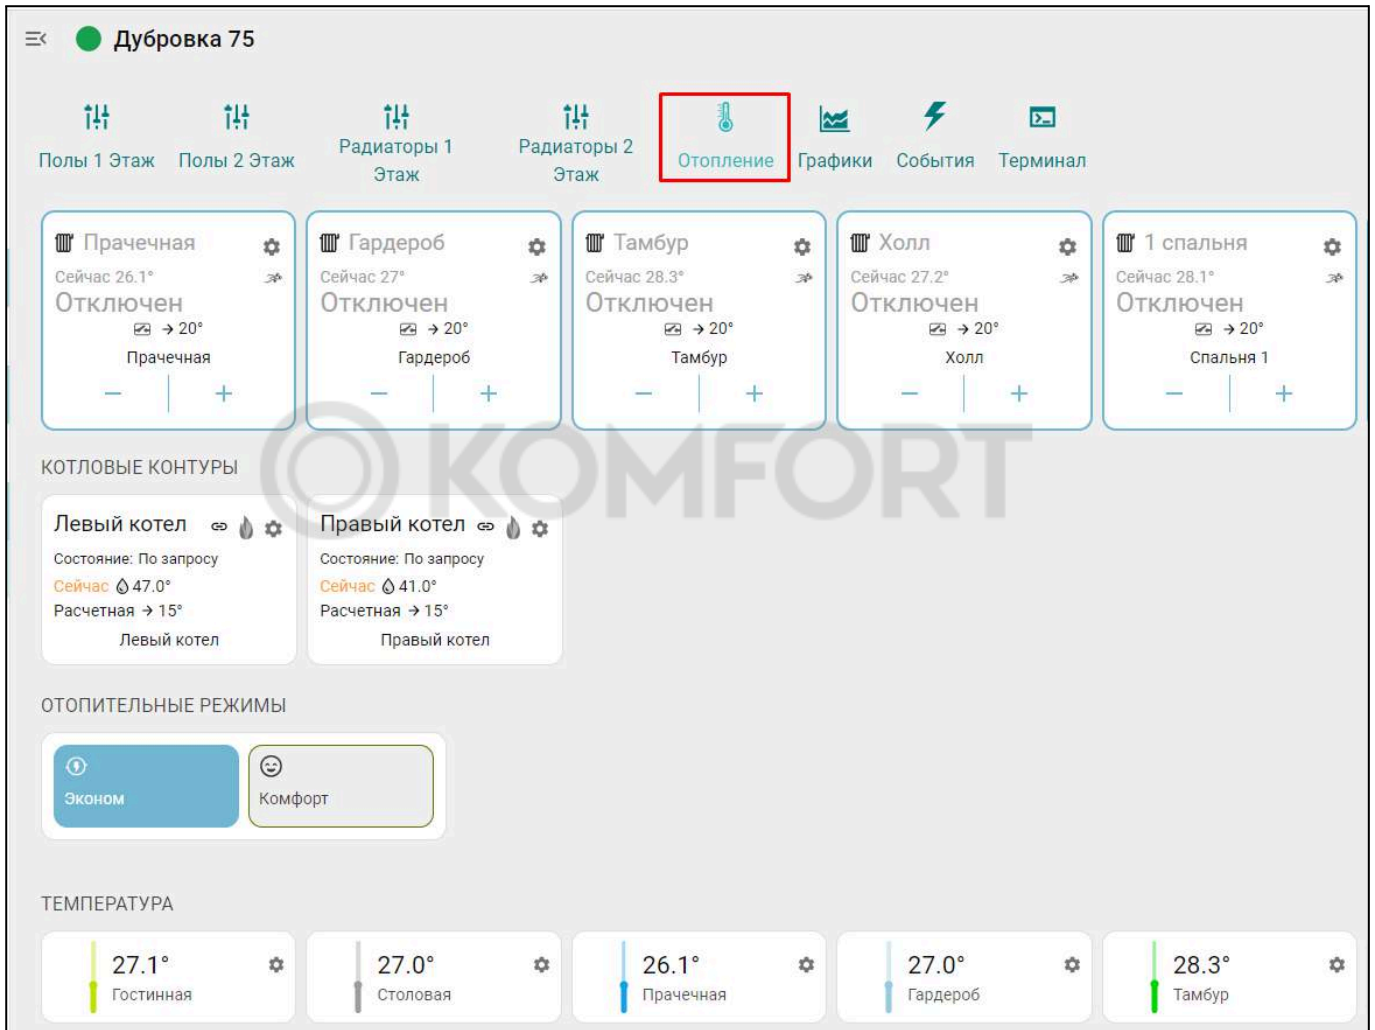 Дубровка 75
Полы 1 Этаж
Полы 2 Этаж
Радиаторы 1
Этаж
Радиаторы 2
Этаж
Отопление
Графики
События
Терминал
Прачечная
Сейчас 26.1°
Отключен
→ 20°
Прачечная
− +
Гардероб
Сейчас 27°
Отключен
→ 20°
Гардероб
− +
Тамбур
Сейчас 28.3°
Отключен
→ 20°
Тамбур
− +
Холл
Сейчас 27.2°
Отключен
→ 20°
Холл
− +
1 спальня
Сейчас 28.1°
Отключен
→ 20°
Спальня 1
− +
KOMFORT
КОТЛОВЫЕ КОНТУРЫ
Левый котел
Состояние: По запросу
Сейчас 47.0°
Расчетная → 15°
Левый котел
Правый котел
Состояние: По запросу
Сейчас 41.0°
Расчетная → 15°
Правый котел
ОТОПИТЕЛЬНЫЕ РЕЖИМЫ
Эконом
Комфорт
ТЕМПЕРАТУРА
27.1°
Гостинная
27.0°
Столовая
26.1°
Прачечная
27.0°
Гардероб
28.3°
Тамбур